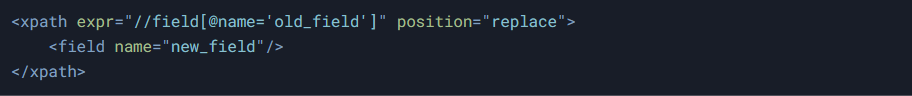 <xpath expr="//field[@name='old_field']" position="replace">
    <field name="new_field"/>
</xpath>